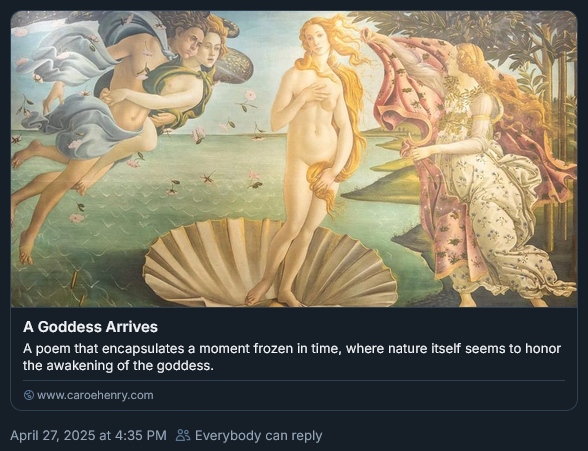 A Goddess Arrives
A poem that encapsulates a moment frozen in time, where nature itself seems to honor
the awakening of the goddess.
www.caroehenry.com
April 27, 2025 at 4:35 PM Everybody can reply